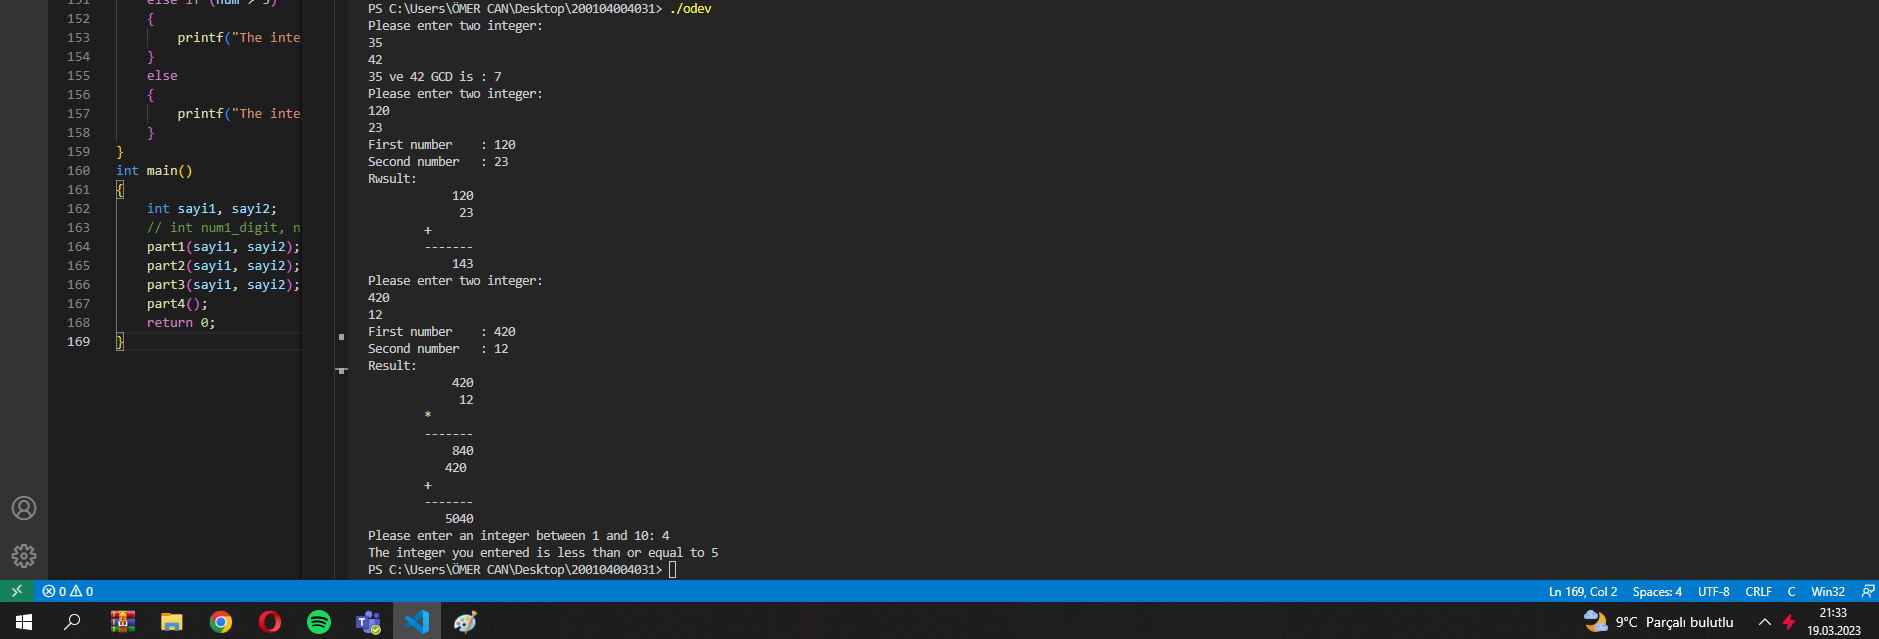 151 else if (num > 5)
152 {
153 printf("The inte
154 }
155 else
156 {
157 printf("The inte
158 }
159 }
160 int main()
161 {
162 int sayi1, sayi2;
163 // int num1_digit, n
164 part1(sayi1, sayi2);
165 part2(sayi1, sayi2);
166 part3(sayi1, sayi2);
167 part4();
168 return 0;
169 }
PS C:\Users\ÖMER CAN\Desktop\200104004031> ./odev
Please enter two integer:
35
42
35 ve 42 GCD is : 7
Please enter two integer:
120
23
First number    : 120
Second number   : 23
Rwsult:
120
23
+
-------
143
Please enter two integer:
420
12
First number    : 420
Second number   : 12
Result:
420
12
*
-------
840
420
+
-------
5040
Please enter an integer between 1 and 10: 4
The integer you entered is less than or equal to 5
PS C:\Users\ÖMER CAN\Desktop\200104004031>
0 0 Ln 169, Col 2 Spaces: 4 UTF-8 CRLF C Win32
9°C Parçalı bulutlu
21:33
19.03.2023